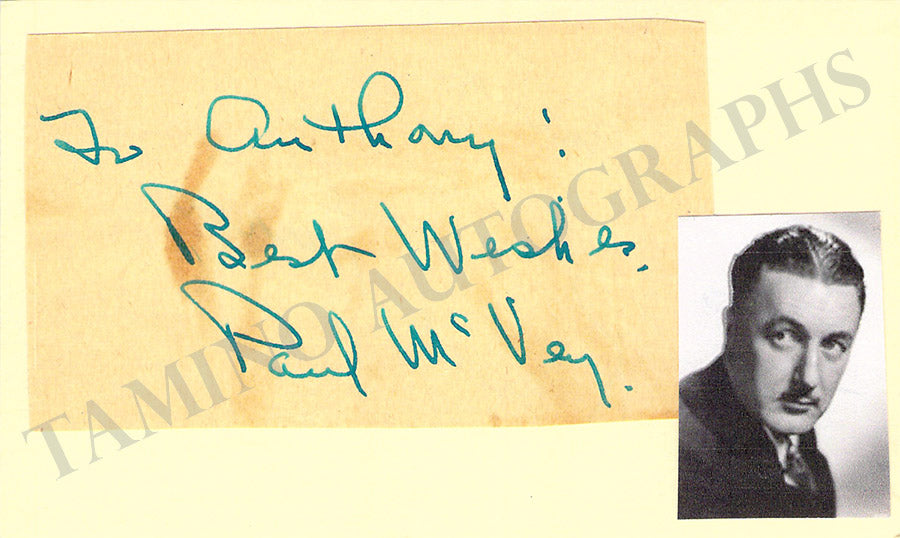 To Anthony:
Best Wishes,
Paul McVey.
TAMINO AUTOGRAPHS